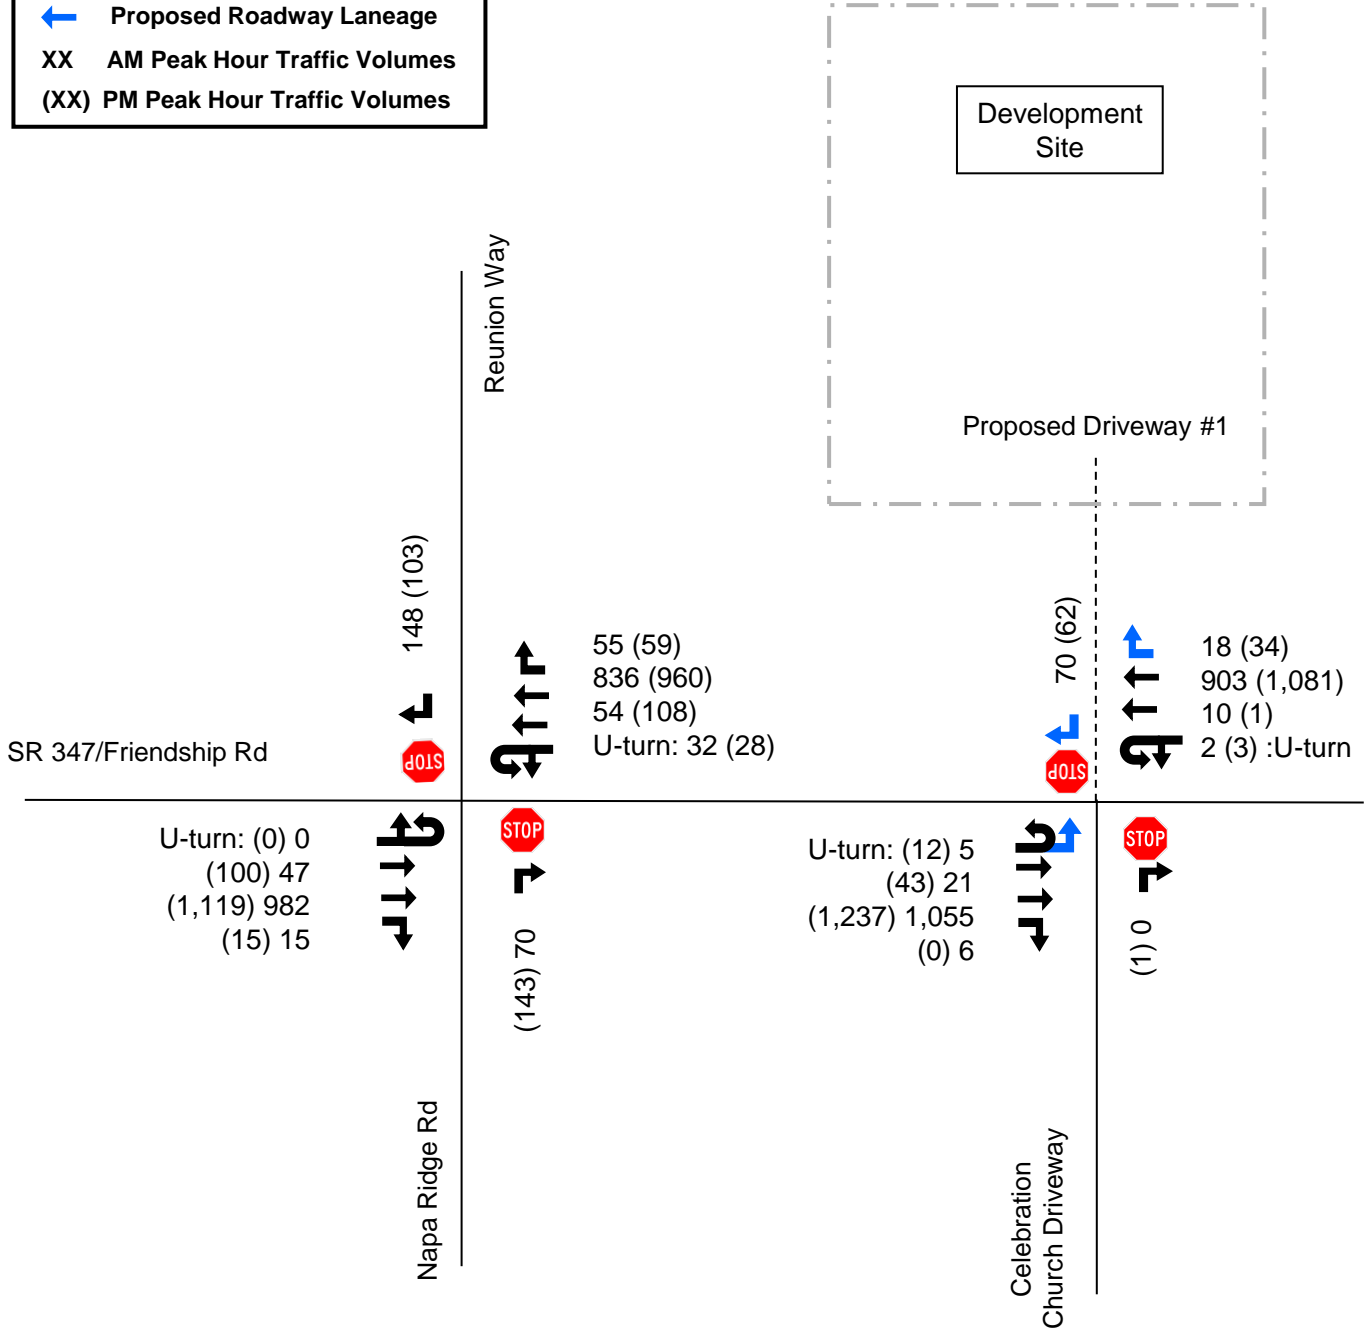 Proposed Roadway Laneage
XX AM Peak Hour Traffic Volumes
(XX) PM Peak Hour Traffic Volumes
Development
Site
Reunion Way
Proposed Driveway #1
148 (103)
55 (59)
836 (960)
54 (108)
U-turn: 32 (28)
70 (62)
18 (34)
903 (1,081)
10 (1)
2 (3) :U-turn
SR 347/Friendship Rd
STOP
STOP
U-turn: (0) 0
(100) 47
(1,119) 982
(15) 15
STOP
(143) 70
U-turn: (12) 5
(43) 21
(1,237) 1,055
(0) 6
STOP
(1) 0
Napa Ridge Rd
Celebration
Church Driveway